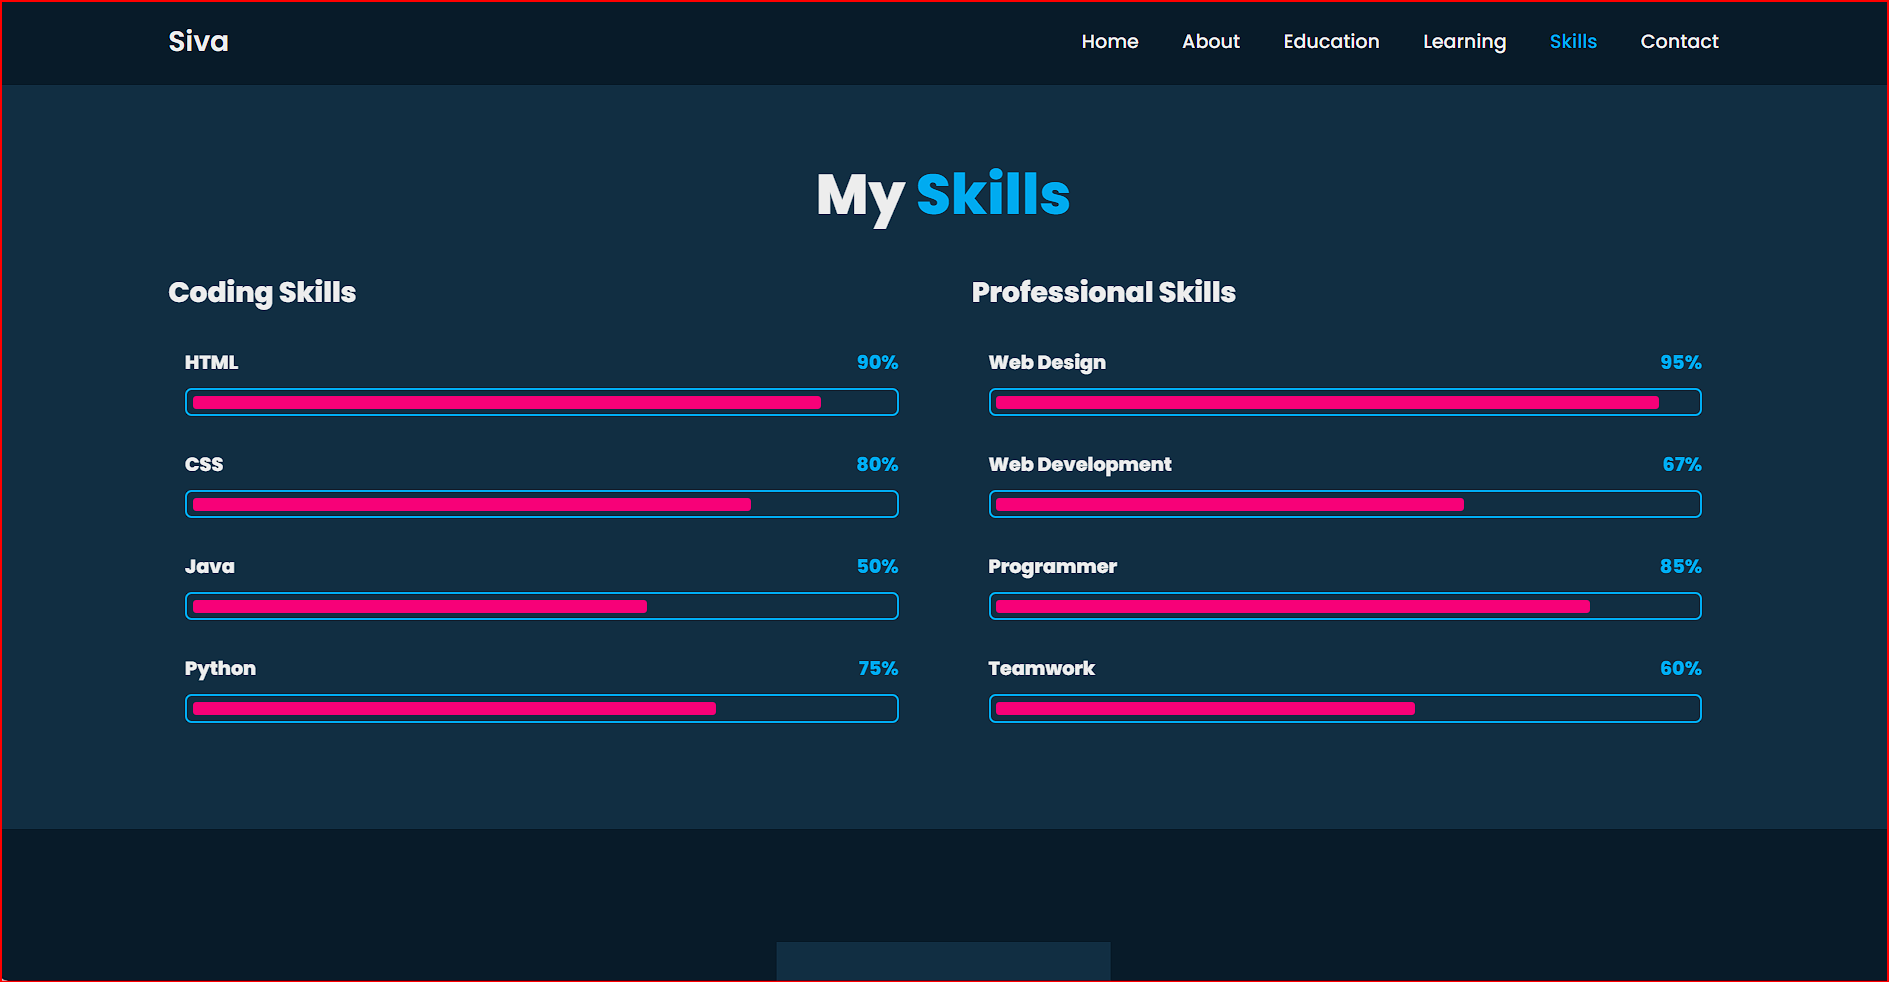 Siva
Home About Education Learning Skills Contact
My Skills
Coding Skills
HTML 90%
CSS 80%
Java 50%
Python 75%
Professional Skills
Web Design 95%
Web Development 67%
Programmer 85%
Teamwork 60%